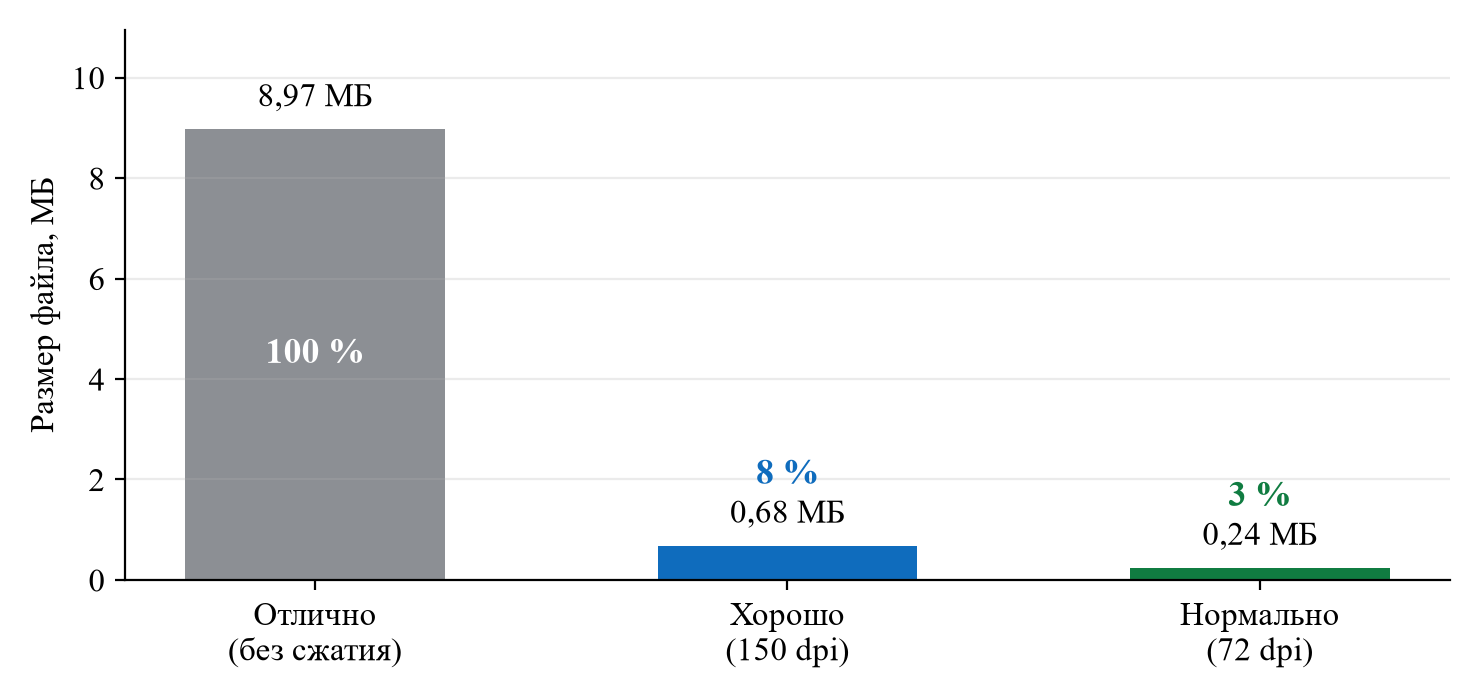 Размер файла, МБ
10
8
6
4
2
0
8,97 МБ
100 %
8 %
0,68 МБ
3 %
0,24 МБ
Отлично
(без сжатия)
Хорошо
(150 dpi)
Нормально
(72 dpi)